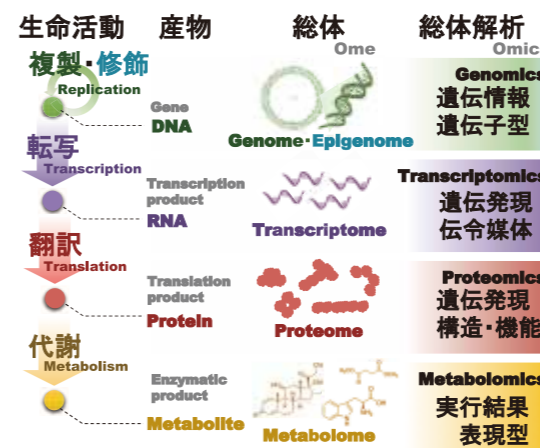 生命活動 産物 総体 総体解析
Ome Omic
複製・修飾
Replication
Gene
DNA
Genome・Epigenome
Genomics
遺伝情報
遺伝子型
転写
Transcription
Transcription
product
RNA
Transcriptome
Transcriptomics
遺伝発現
伝令媒体
翻訳
Translation
Translation
product
Protein
Proteome
Proteomics
遺伝発現
構造・機能
代謝
Metabolism
Enzymatic
product
Metabolite
Metabolome
Metabolomics
実行結果
表現型